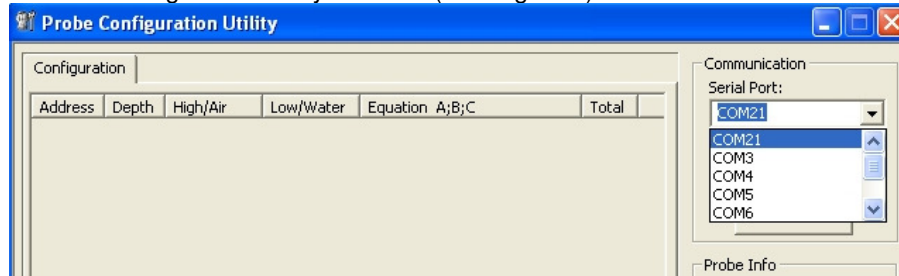 Probe Configuration Utility
Configuration
Address Depth High/Air Low/Water Equation A;B;C Total
Communication
Serial Port:
COM21
COM21
COM3
COM4
COM5
COM6
Probe Info